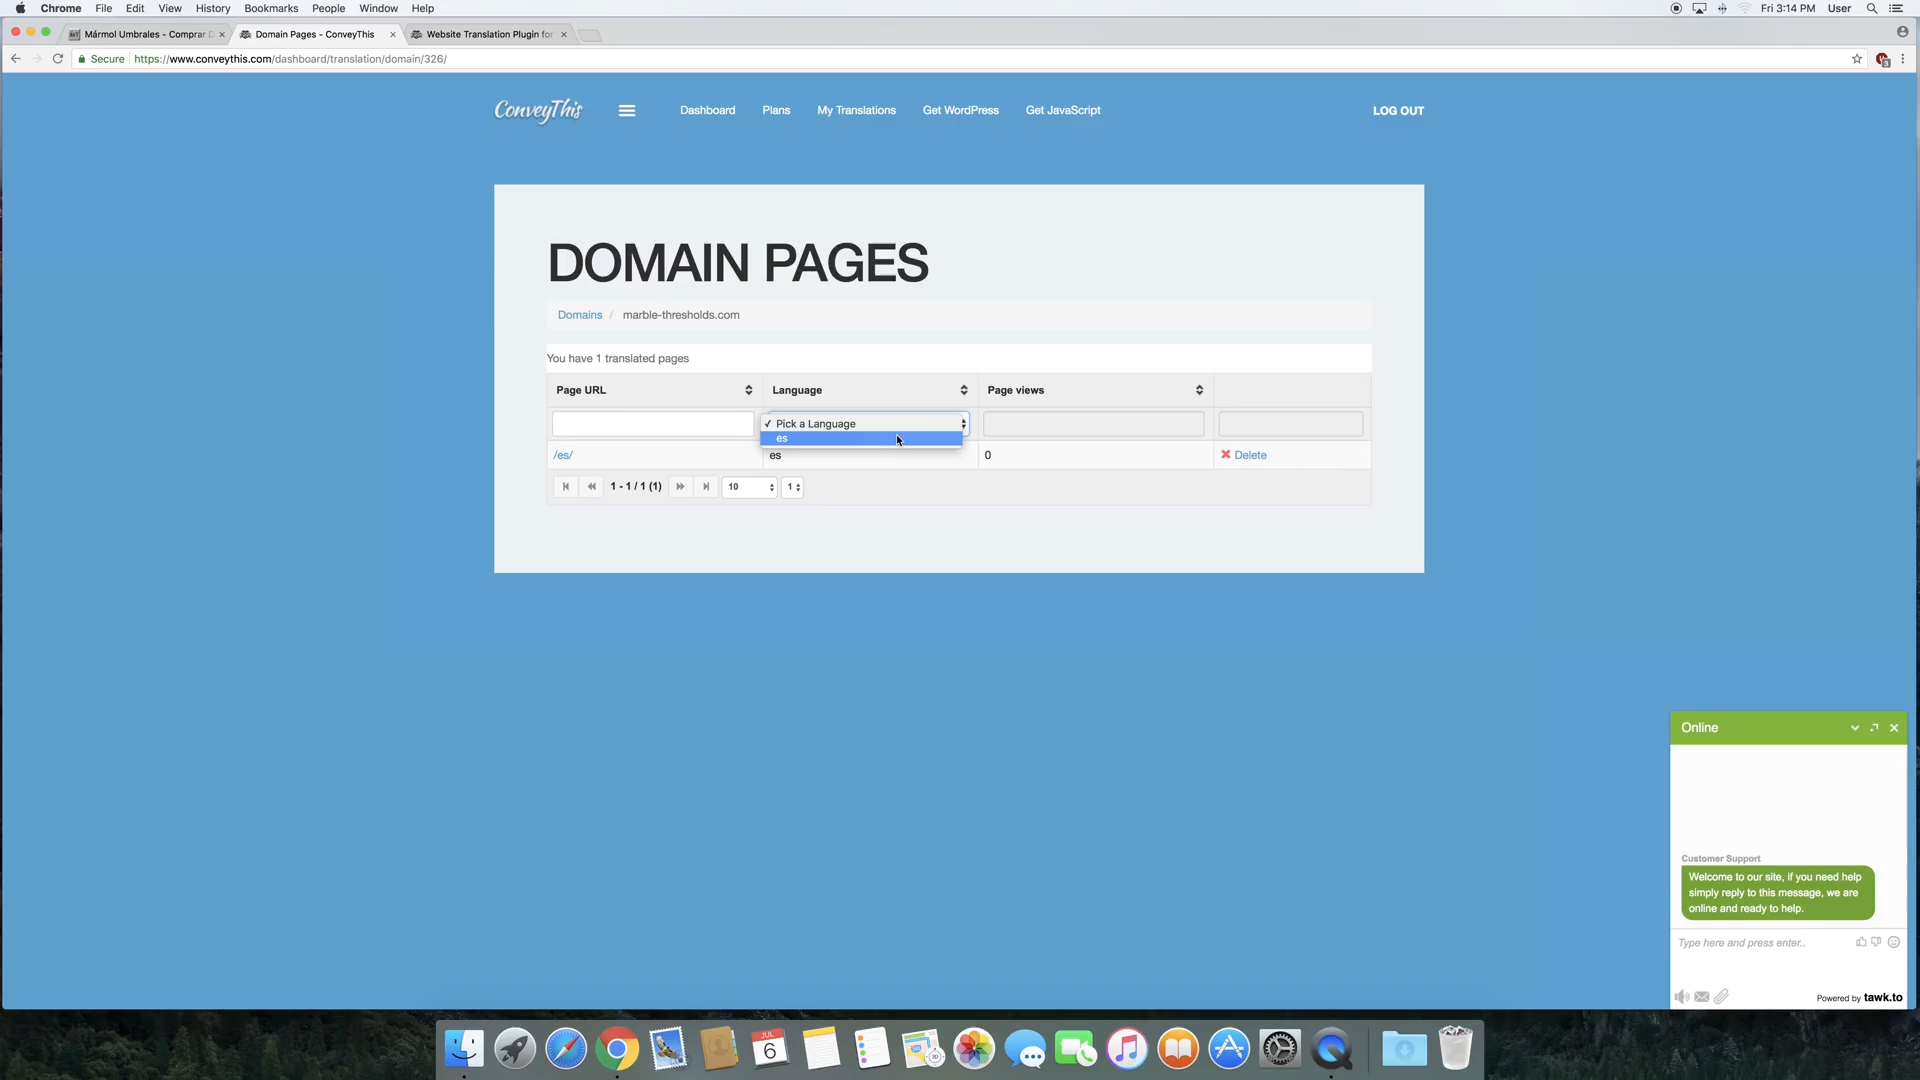 Chrome File Edit View History Bookmarks People Window Help
Fri 3:14 PM User
Mármol Umbrales - Comprar
Domain Pages - ConveyThis
Website Translation Plugin for
Secure https://www.conveythis.com/dashboard/translation/domain/326/
ConveyThis Dashboard Plans My Translations Get WordPress Get JavaScript LOG OUT
DOMAIN PAGES
Domains / marble-thresholds.com
You have 1 translated pages
Page URL Language Page views
✓ Pick a Language
es
/es/ es 0 Delete
1 - 1 / 1 (1) 10 1
Online
Customer Support
Welcome to our site, if you need help
simply reply to this message, we are
online and ready to help.
Type here and press enter..
Powered by tawk.to
JUL
6